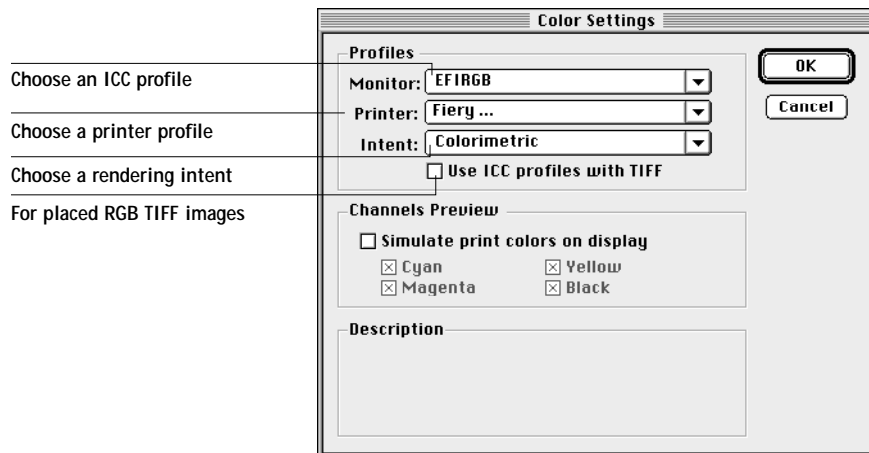 Color Settings
Choose an ICC profile
Choose a printer profile
Choose a rendering intent
For placed RGB TIFF images
Profiles
Monitor: EFIRGB
Printer: Fiery ...
Intent: Colorimetric
Use ICC profiles with TIFF
OK
Cancel
Channels Preview
Simulate print colors on display
Cyan Yellow
Magenta Black
Description